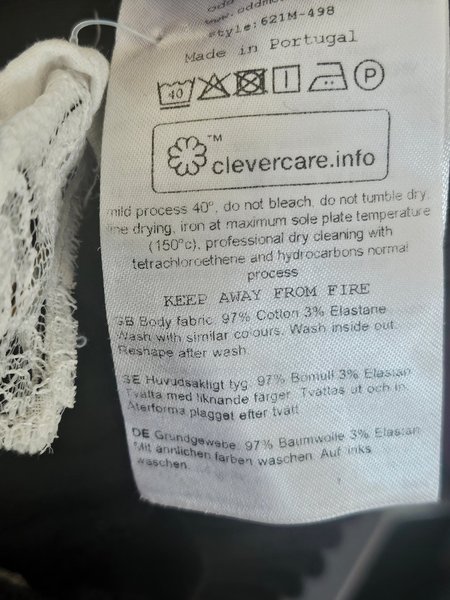 style:621M-498
Made in Portugal
40 P
™
clevercare.info
mild process 40°, do not bleach, do not tumble dry,
line drying, iron at maximum sole plate temperature
(150°c), professional dry cleaning with
tetrachloroethene and hydrocarbons normal
process
KEEP AWAY FROM FIRE
GB Body fabric: 97% Cotton 3% Elastane
Wash with similar colours. Wash inside out.
Reshape after wash.
SE Huvudsakligt tyg: 97% Bomull 3% Elastan
Tvätta med liknande färger. Tvättas ut och in.
Återforma plagget efter tvätt
DE Grundgewebe: 97% Baumwolle 3% Elastan
Mit ännlichen farben waschen. Auf inks
waschen.